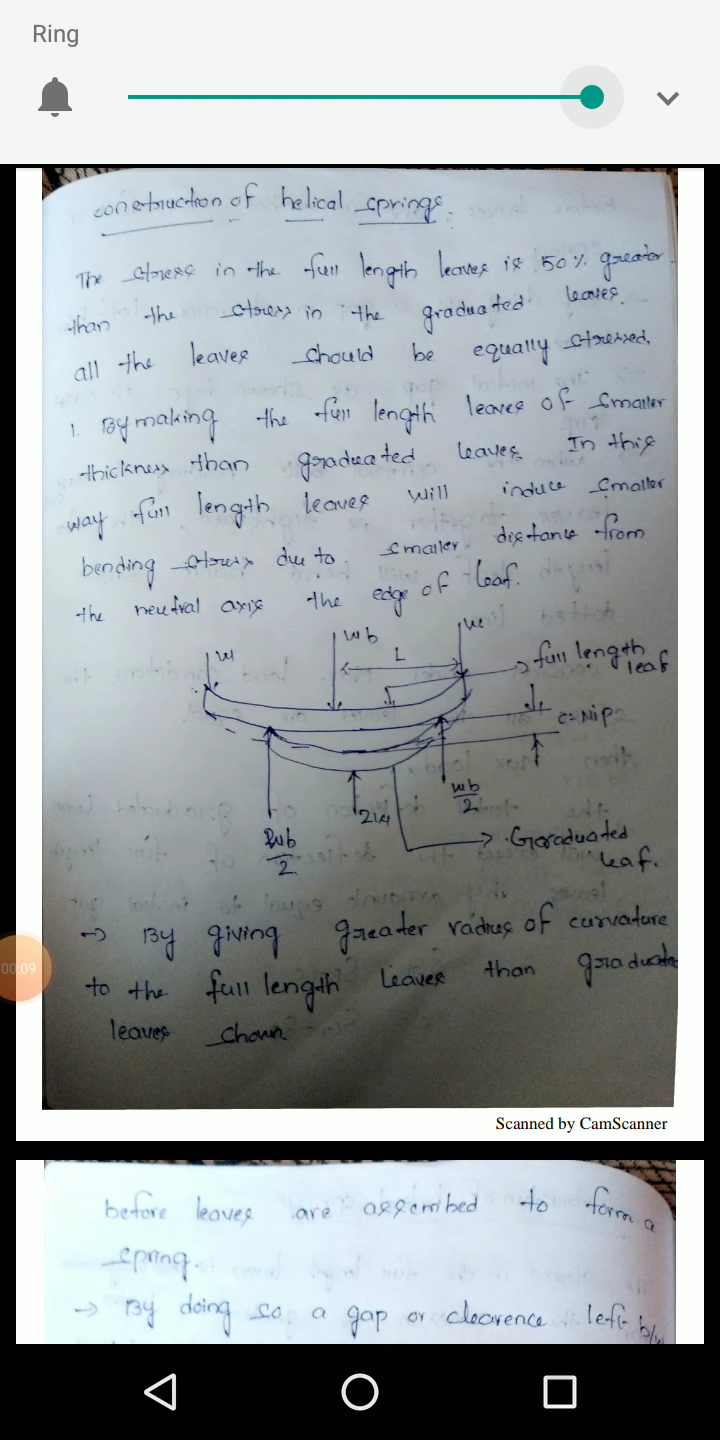 Ring
construction of helical springs.
The stress in the full length leaves is 50% greater
than the stress in the graduated leaves.
all the leaves should be equally stressed.
1. By making the full length leaves of smaller
thickness than graduated leaves. In this
way full length leaves will induce smaller
bending stress due to smaller distance from
the neutral axis the edge of leaf.
wb
L
full length
leaf
c = Nip
wb
2
wb
2
Graduated
leaf.
→ By giving greater radius of curvature
to the full length leaves than graduated
leaves shown.
00:09
Scanned by CamScanner
before leaves are assembed to form a
spring.
→ By doing so a gap or clearence left b/w